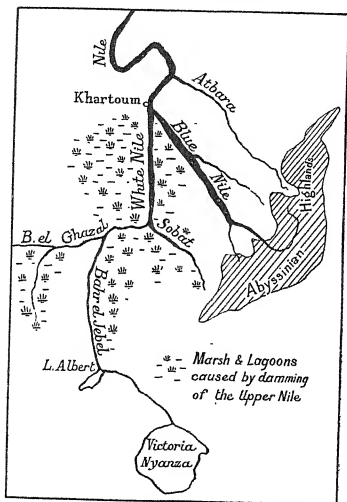 Nile
Atbara
Khartoum
Blue
Nile
White Nile
Highlands
Abyssinian
B. el Ghazal
Sobat
Bahr el Jebel
L. Albert
Marsh & Lagoons
caused by damming
of the Upper Nile
Victoria
Nyanza